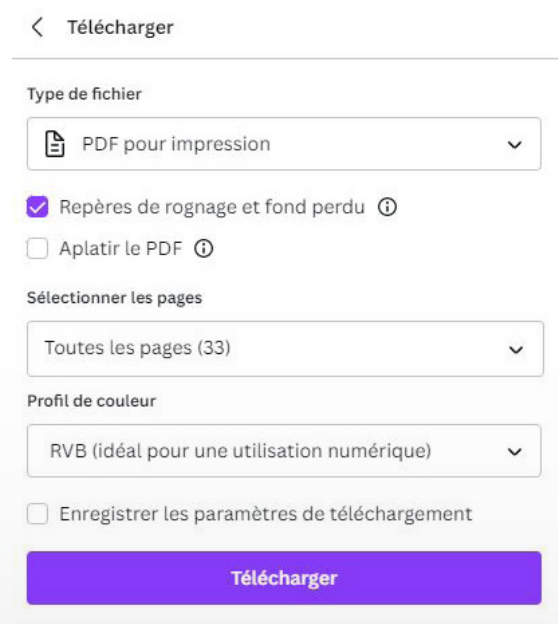 Télécharger
Type de fichier
PDF pour impression
Repères de rognage et fond perdu
Aplatir le PDF
Sélectionner les pages
Toutes les pages (33)
Profil de couleur
RVB (idéal pour une utilisation numérique)
Enregistrer les paramètres de téléchargement
Télécharger